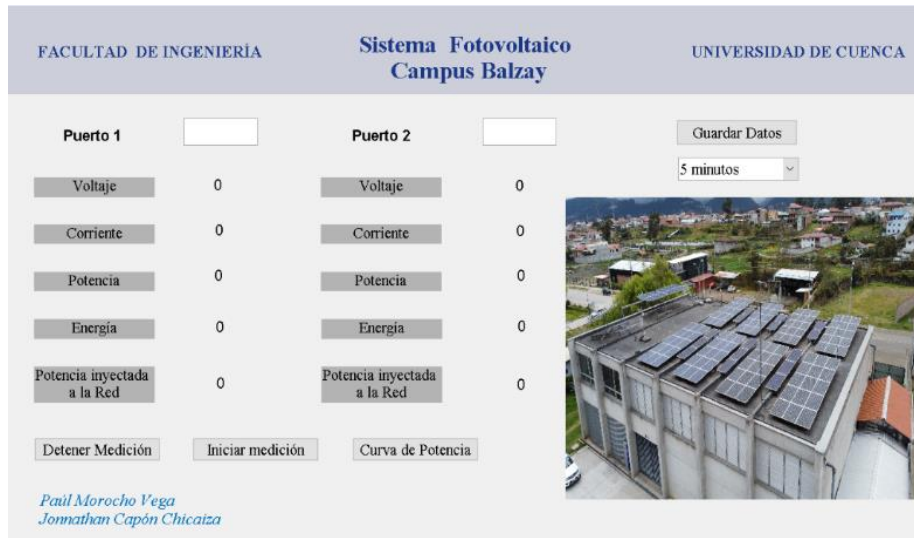 FACULTAD DE INGENIERÍA
Sistema Fotovoltaico
Campus Balzay
UNIVERSIDAD DE CUENCA
Puerto 1
Puerto 2
Guardar Datos
5 minutos
Voltaje 0
Voltaje 0
Corriente 0
Corriente 0
Potencia 0
Potencia 0
Energía 0
Energía 0
Potencia inyectada
a la Red 0
Potencia inyectada
a la Red 0
Detener Medición
Iniciar medición
Curva de Potencia
Paúl Morocho Vega
Jonnathan Capón Chicaiza